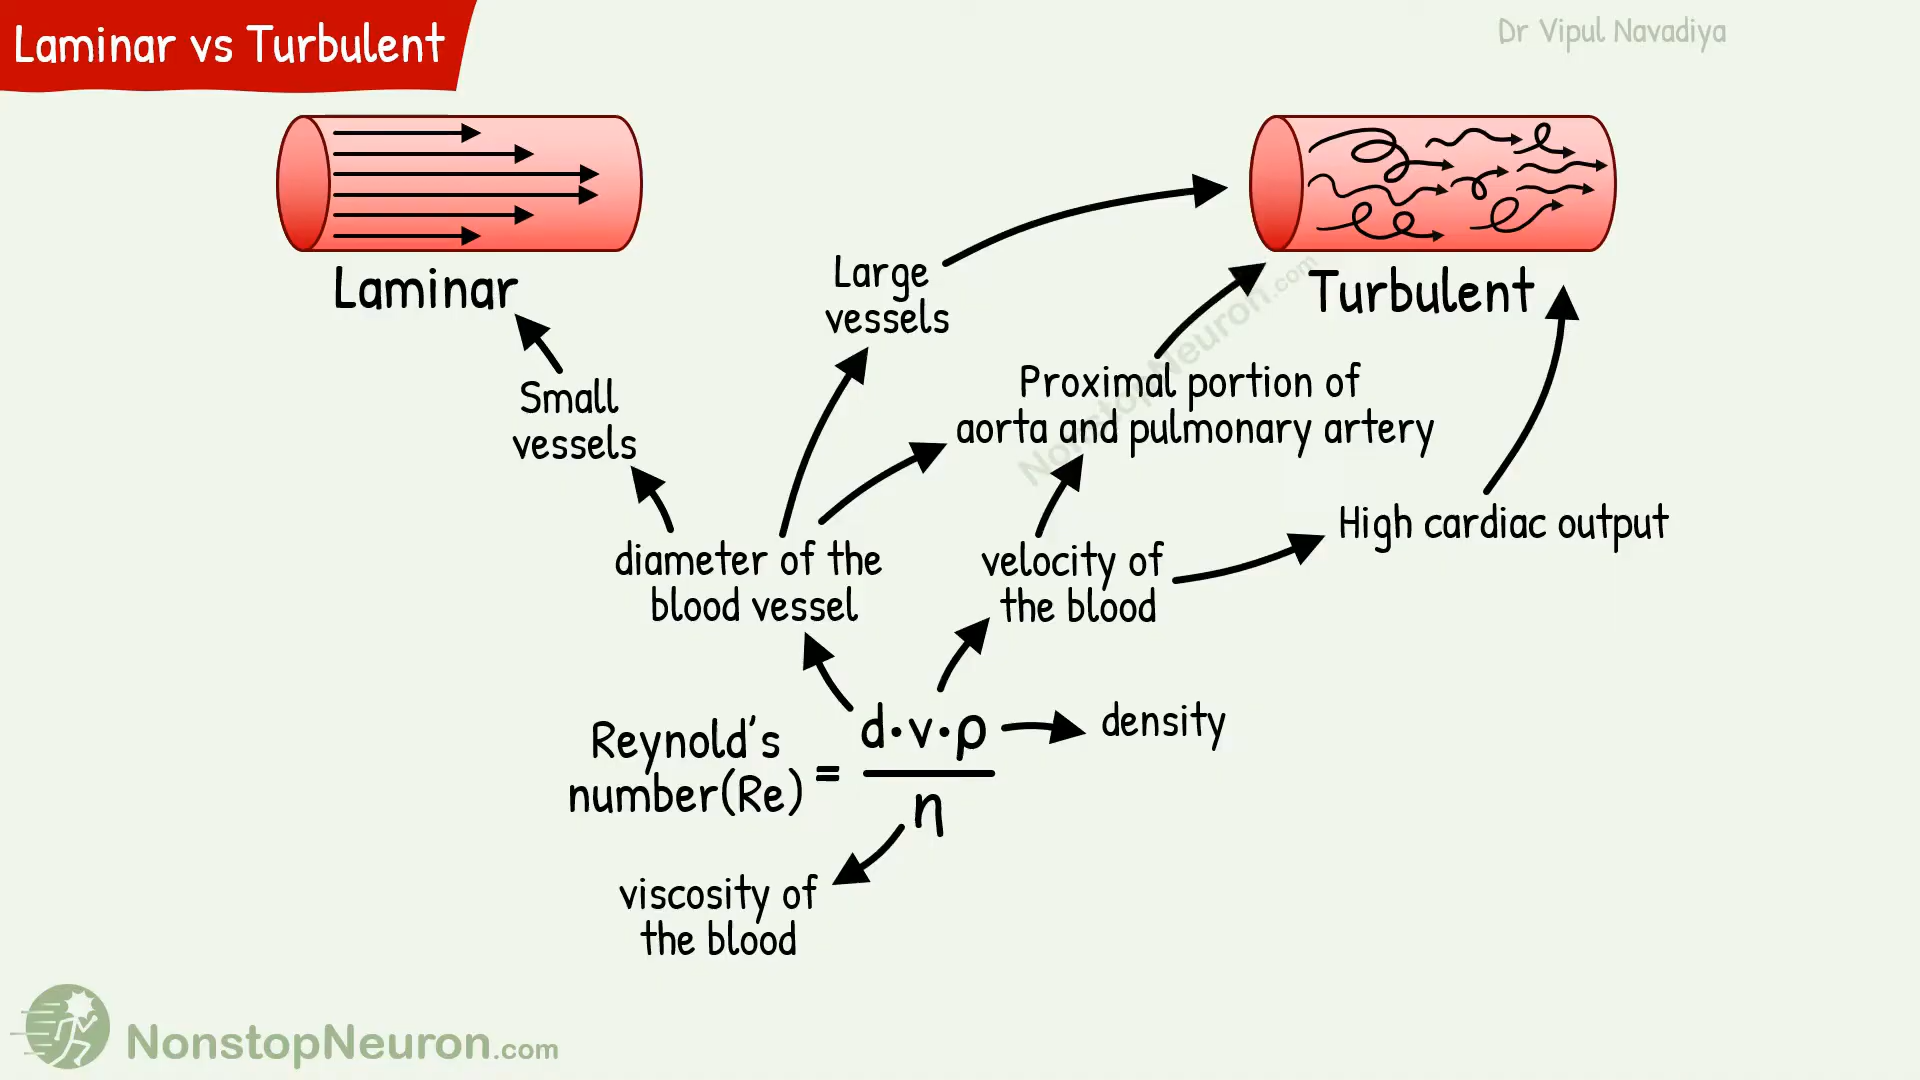 Laminar vs Turbulent
Dr Vipul Navadiya
Laminar
Turbulent
Large
vessels
Small
vessels
Proximal portion of
aorta and pulmonary artery
High cardiac output
diameter of the
blood vessel
velocity of
the blood
Reynold's
number(Re)
=
d·v·ρ
η
density
viscosity of
the blood
NonstopNeuron.com
NonstopNeuron.com